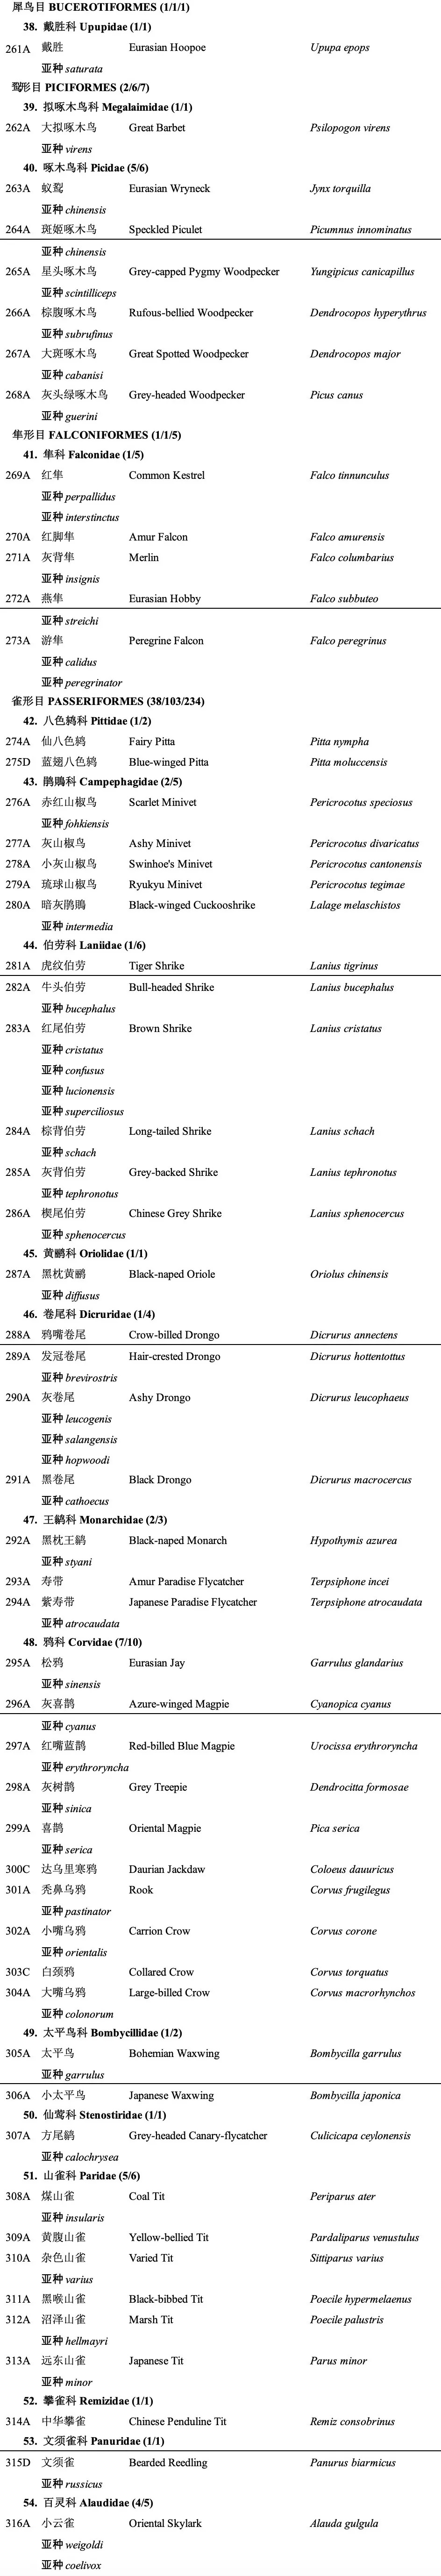 犀鸟目 BUCEROTIFORMES (1/1/1)
38. 戴胜科 Upupidae (1/1)
261A 戴胜 Eurasian Hoopoe Upupa epops
亚种 saturata
鴷形目 PICIFORMES (2/6/7)
39. 拟啄木鸟科 Megalaimidae (1/1)
262A 大拟啄木鸟 Great Barbet Psilopogon virens
亚种 virens
40. 啄木鸟科 Picidae (5/6)
263A 蚁鴷 Eurasian Wryneck Jynx torquilla
亚种 chinensis
264A 斑姬啄木鸟 Speckled Piculet Picumnus innominatus
亚种 chinensis
265A 星头啄木鸟 Grey-capped Pygmy Woodpecker Yungipicus canicapillus
亚种 scintilliceps
266A 棕腹啄木鸟 Rufous-bellied Woodpecker Dendrocopos hyperythrus
亚种 subrufinus
267A 大斑啄木鸟 Great Spotted Woodpecker Dendrocopos major
亚种 cabanisi
268A 灰头绿啄木鸟 Grey-headed Woodpecker Picus canus
亚种 guerini
隼形目 FALCONIFORMES (1/1/5)
41. 隼科 Falconidae (1/5)
269A 红隼 Common Kestrel Falco tinnunculus
亚种 perpallidus
亚种 interstinctus
270A 红脚隼 Amur Falcon Falco amurensis
271A 灰背隼 Merlin Falco columbarius
亚种 insignis
272A 燕隼 Eurasian Hobby Falco subbuteo
亚种 streichi
273A 游隼 Peregrine Falcon Falco peregrinus
亚种 calidus
亚种 peregrinator
雀形目 PASSERIFORMES (38/103/234)
42. 八色鸫科 Pittidae (1/2)
274A 仙八色鸫 Fairy Pitta Pitta nympha
275D 蓝翅八色鸫 Blue-winged Pitta Pitta moluccensis
43. 鹃鵙科 Campephagidae (2/5)
276A 赤红山椒鸟 Scarlet Minivet Pericrocotus speciosus
亚种 fohkiensis
277A 灰山椒鸟 Ashy Minivet Pericrocotus divaricatus
278A 小灰山椒鸟 Swinhoe's Minivet Pericrocotus cantonensis
279A 琉球山椒鸟 Ryukyu Minivet Pericrocotus tegimae
280A 暗灰鹃鵙 Black-winged Cuckooshrike Lalage melaschistos
亚种 intermedia
44. 伯劳科 Laniidae (1/6)
281A 虎纹伯劳 Tiger Shrike Lanius tigrinus
282A 牛头伯劳 Bull-headed Shrike Lanius bucephalus
亚种 bucephalus
283A 红尾伯劳 Brown Shrike Lanius cristatus
亚种 cristatus
亚种 confusus
亚种 lucionensis
亚种 superciliosus
284A 棕背伯劳 Long-tailed Shrike Lanius schach
亚种 schach
285A 灰背伯劳 Grey-backed Shrike Lanius tephronotus
亚种 tephronotus
286A 楔尾伯劳 Chinese Grey Shrike Lanius sphenocercus
亚种 sphenocercus
45. 黄鹂科 Oriolidae (1/1)
287A 黑枕黄鹂 Black-naped Oriole Oriolus chinensis
亚种 diffusus
46. 卷尾科 Dicruridae (1/4)
288A 鸦嘴卷尾 Crow-billed Drongo Dicrurus annectens
289A 发冠卷尾 Hair-crested Drongo Dicrurus hottentottus
亚种 brevirostris
290A 灰卷尾 Ashy Drongo Dicrurus leucophaeus
亚种 leucogenis
亚种 salangensis
亚种 hopwoodi
291A 黑卷尾 Black Drongo Dicrurus macrocercus
亚种 cathoecus
47. 王鹟科 Monarchidae (2/3)
292A 黑枕王鹟 Black-naped Monarch Hypothymis azurea
亚种 styani
293A 寿带 Amur Paradise Flycatcher Terpsiphone incei
294A 紫寿带 Japanese Paradise Flycatcher Terpsiphone atrocaudata
亚种 atrocaudata
48. 鸦科 Corvidae (7/10)
295A 松鸦 Eurasian Jay Garrulus glandarius
亚种 sinensis
296A 灰喜鹊 Azure-winged Magpie Cyanopica cyanus
亚种 cyanus
297A 红嘴蓝鹊 Red-billed Blue Magpie Urocissa erythroryncha
亚种 erythroryncha
298A 灰树鹊 Grey Treepie Dendrocitta formosae
亚种 sinica
299A 喜鹊 Oriental Magpie Pica serica
亚种 serica
300C 达乌里寒鸦 Daurian Jackdaw Coloeus dauuricus
301A 秃鼻乌鸦 Rook Corvus frugilegus
亚种 pastinator
302A 小嘴乌鸦 Carrion Crow Corvus corone
亚种 orientalis
303C 白颈鸦 Collared Crow Corvus torquatus
304A 大嘴乌鸦 Large-billed Crow Corvus macrorhynchos
亚种 colonorum
49. 太平鸟科 Bombycillidae (1/2)
305A 太平鸟 Bohemian Waxwing Bombycilla garrulus
亚种 garrulus
306A 小太平鸟 Japanese Waxwing Bombycilla japonica
50. 仙莺科 Stenostiridae (1/1)
307A 方尾鹟 Grey-headed Canary-flycatcher Culicicapa ceylonensis
亚种 calochrysea
51. 山雀科 Paridae (5/6)
308A 煤山雀 Coal Tit Periparus ater
亚种 insularis
309A 黄腹山雀 Yellow-bellied Tit Pardaliparus venustulus
310A 杂色山雀 Varied Tit Sittiparus varius
亚种 varius
311A 黑喉山雀 Black-bibbed Tit Poecile hypermelaenus
312A 沼泽山雀 Marsh Tit Poecile palustris
亚种 hellmayri
313A 远东山雀 Japanese Tit Parus minor
亚种 minor
52. 攀雀科 Remizidae (1/1)
314A 中华攀雀 Chinese Penduline Tit Remiz consobrinus
53. 文须雀科 Panuridae (1/1)
315D 文须雀 Bearded Reedling Panurus biarmicus
亚种 russicus
54. 百灵科 Alaudidae (4/5)
316A 小云雀 Oriental Skylark Alauda gulgula
亚种 weigoldi
亚种 coelivox